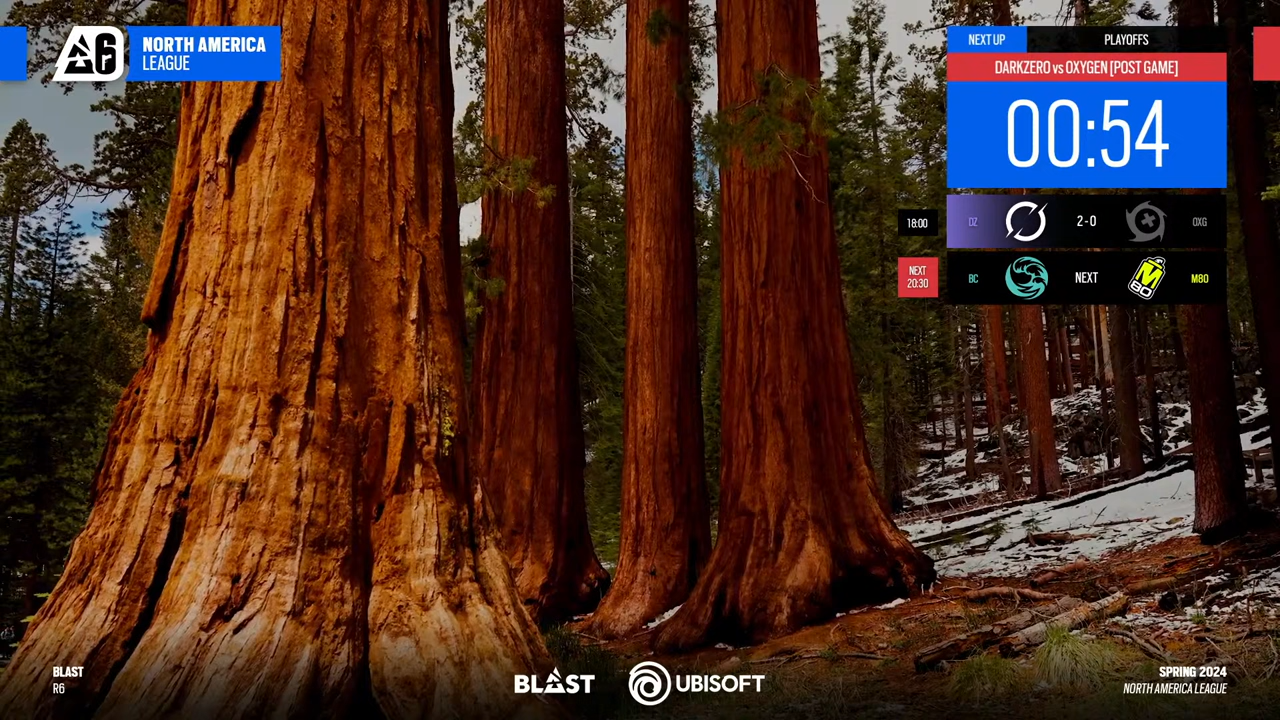 NORTH AMERICA
LEAGUE
NEXT UP
PLAYOFFS
DARKZERO vs OXYGEN [POST GAME]
00:54
18:00
DZ
2-0
OXG
NEXT
20:30
BC
NEXT
M80
M80
BLAST
R6
BLAST
UBISOFT
SPRING 2024
NORTH AMERICA LEAGUE